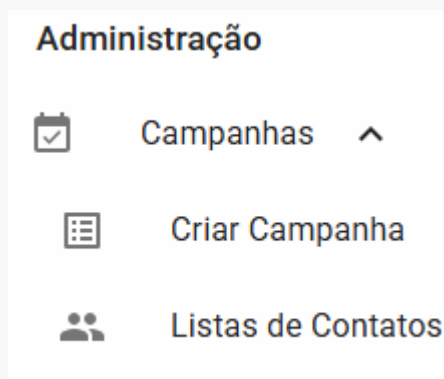 Administração
Campanhas
Criar Campanha
Listas de Contatos